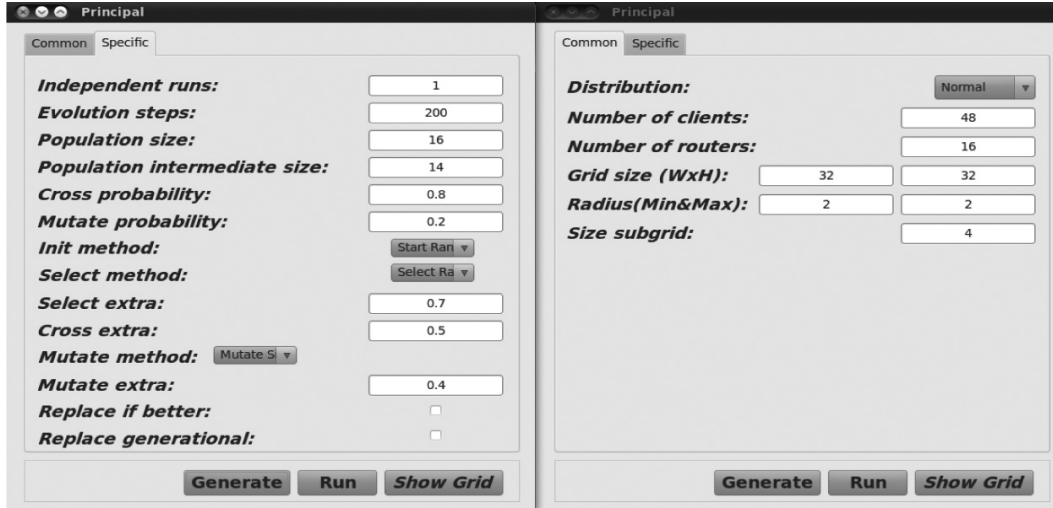 Principal
Common Specific
Independent runs: 1
Evolution steps: 200
Population size: 16
Population intermediate size: 14
Cross probability: 0.8
Mutate probability: 0.2
Init method: Start Ran
Select method: Select Ra
Select extra: 0.7
Cross extra: 0.5
Mutate method: Mutate S
Mutate extra: 0.4
Replace if better:
Replace generational:
Generate Run Show Grid
Principal
Common Specific
Distribution: Normal
Number of clients: 48
Number of routers: 16
Grid size (WxH): 32 32
Radius(Min&Max): 2 2
Size subgrid: 4
Generate Run Show Grid